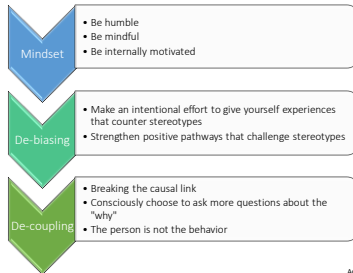 Mindset
• Be humble
• Be mindful
• Be internally motivated
De-biasing
• Make an intentional effort to give yourself experiences
that counter stereotypes
• Strengthen positive pathways that challenge stereotypes
De-coupling
• Breaking the causal link
• Consciously choose to ask more questions about the
"why"
• The person is not the behavior